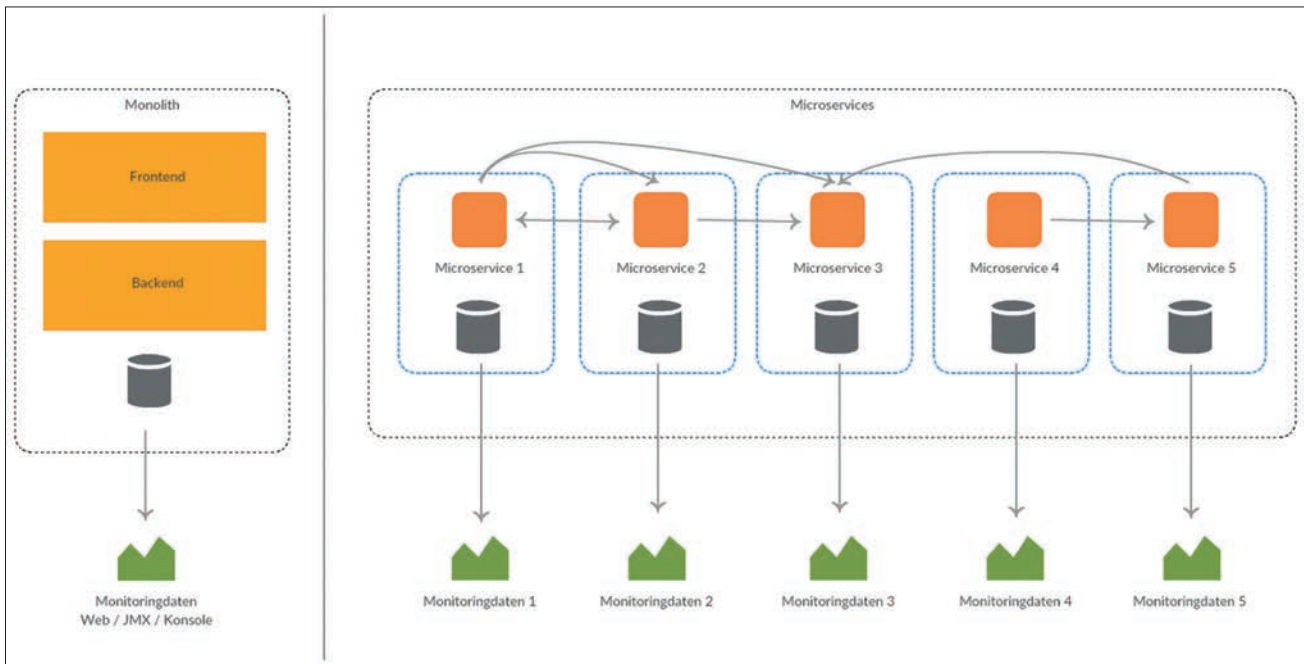 Monolith
Frontend
Backend
Monitoringdaten
Web / JMX / Konsole
Microservices
Microservice 1
Microservice 2
Microservice 3
Microservice 4
Microservice 5
Monitoringdaten 1
Monitoringdaten 2
Monitoringdaten 3
Monitoringdaten 4
Monitoringdaten 5